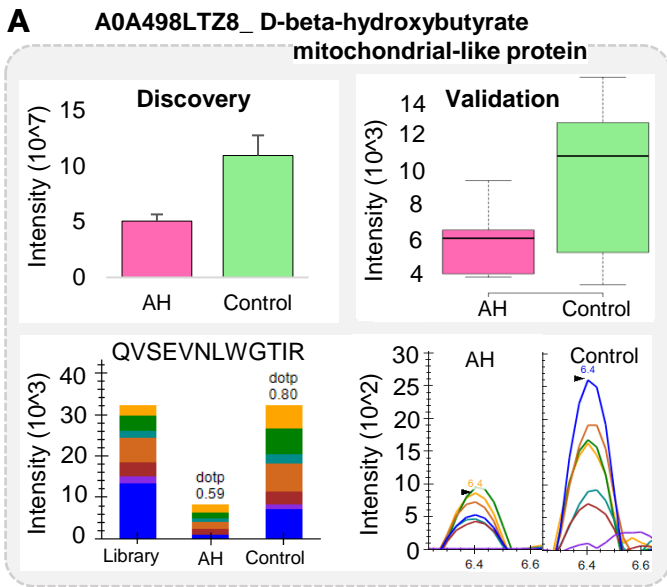 A
A0A498LTZ8_ D-beta-hydroxybutyrate
mitochondrial-like protein
Discovery
Intensity (10^7)
15
10
5
0
AH
Control
Validation
Intensity (10^3)
14
12
10
8
6
4
AH
Control
QVSEVNLWGTIR
Intensity (10^3)
40
30
20
10
0
dotp
0.59
dotp
0.80
Library
AH
Control
Intensity (10^2)
30
25
20
15
10
5
0
AH
6.4
6.4
6.6
Control
6.4
6.4
6.6